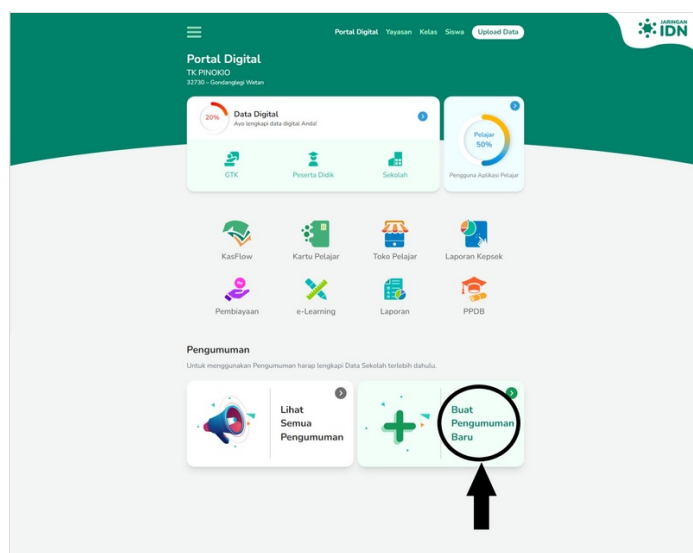 Portal Digital Yayasan Kelas Siswa Upload Data
JARINGAN
IDN
Portal Digital
TK PINOKIO
32730 – Gondanglegi Wetan
20%
Data Digital
Ayo lengkapi data digital Anda!
GTK Peserta Didik Sekolah
Pelajar
50%
Pengguna Aplikasi Pelajar
KasFlow Kartu Pelajar Toko Pelajar Laporan Kepsek
Pembiayaan e-Learning Laporan PPDB
Pengumuman
Untuk menggunakan Pengumuman harap lengkapi Data Sekolah terlebih dahulu.
Lihat
Semua
Pengumuman
Buat
Pengumuman
Baru